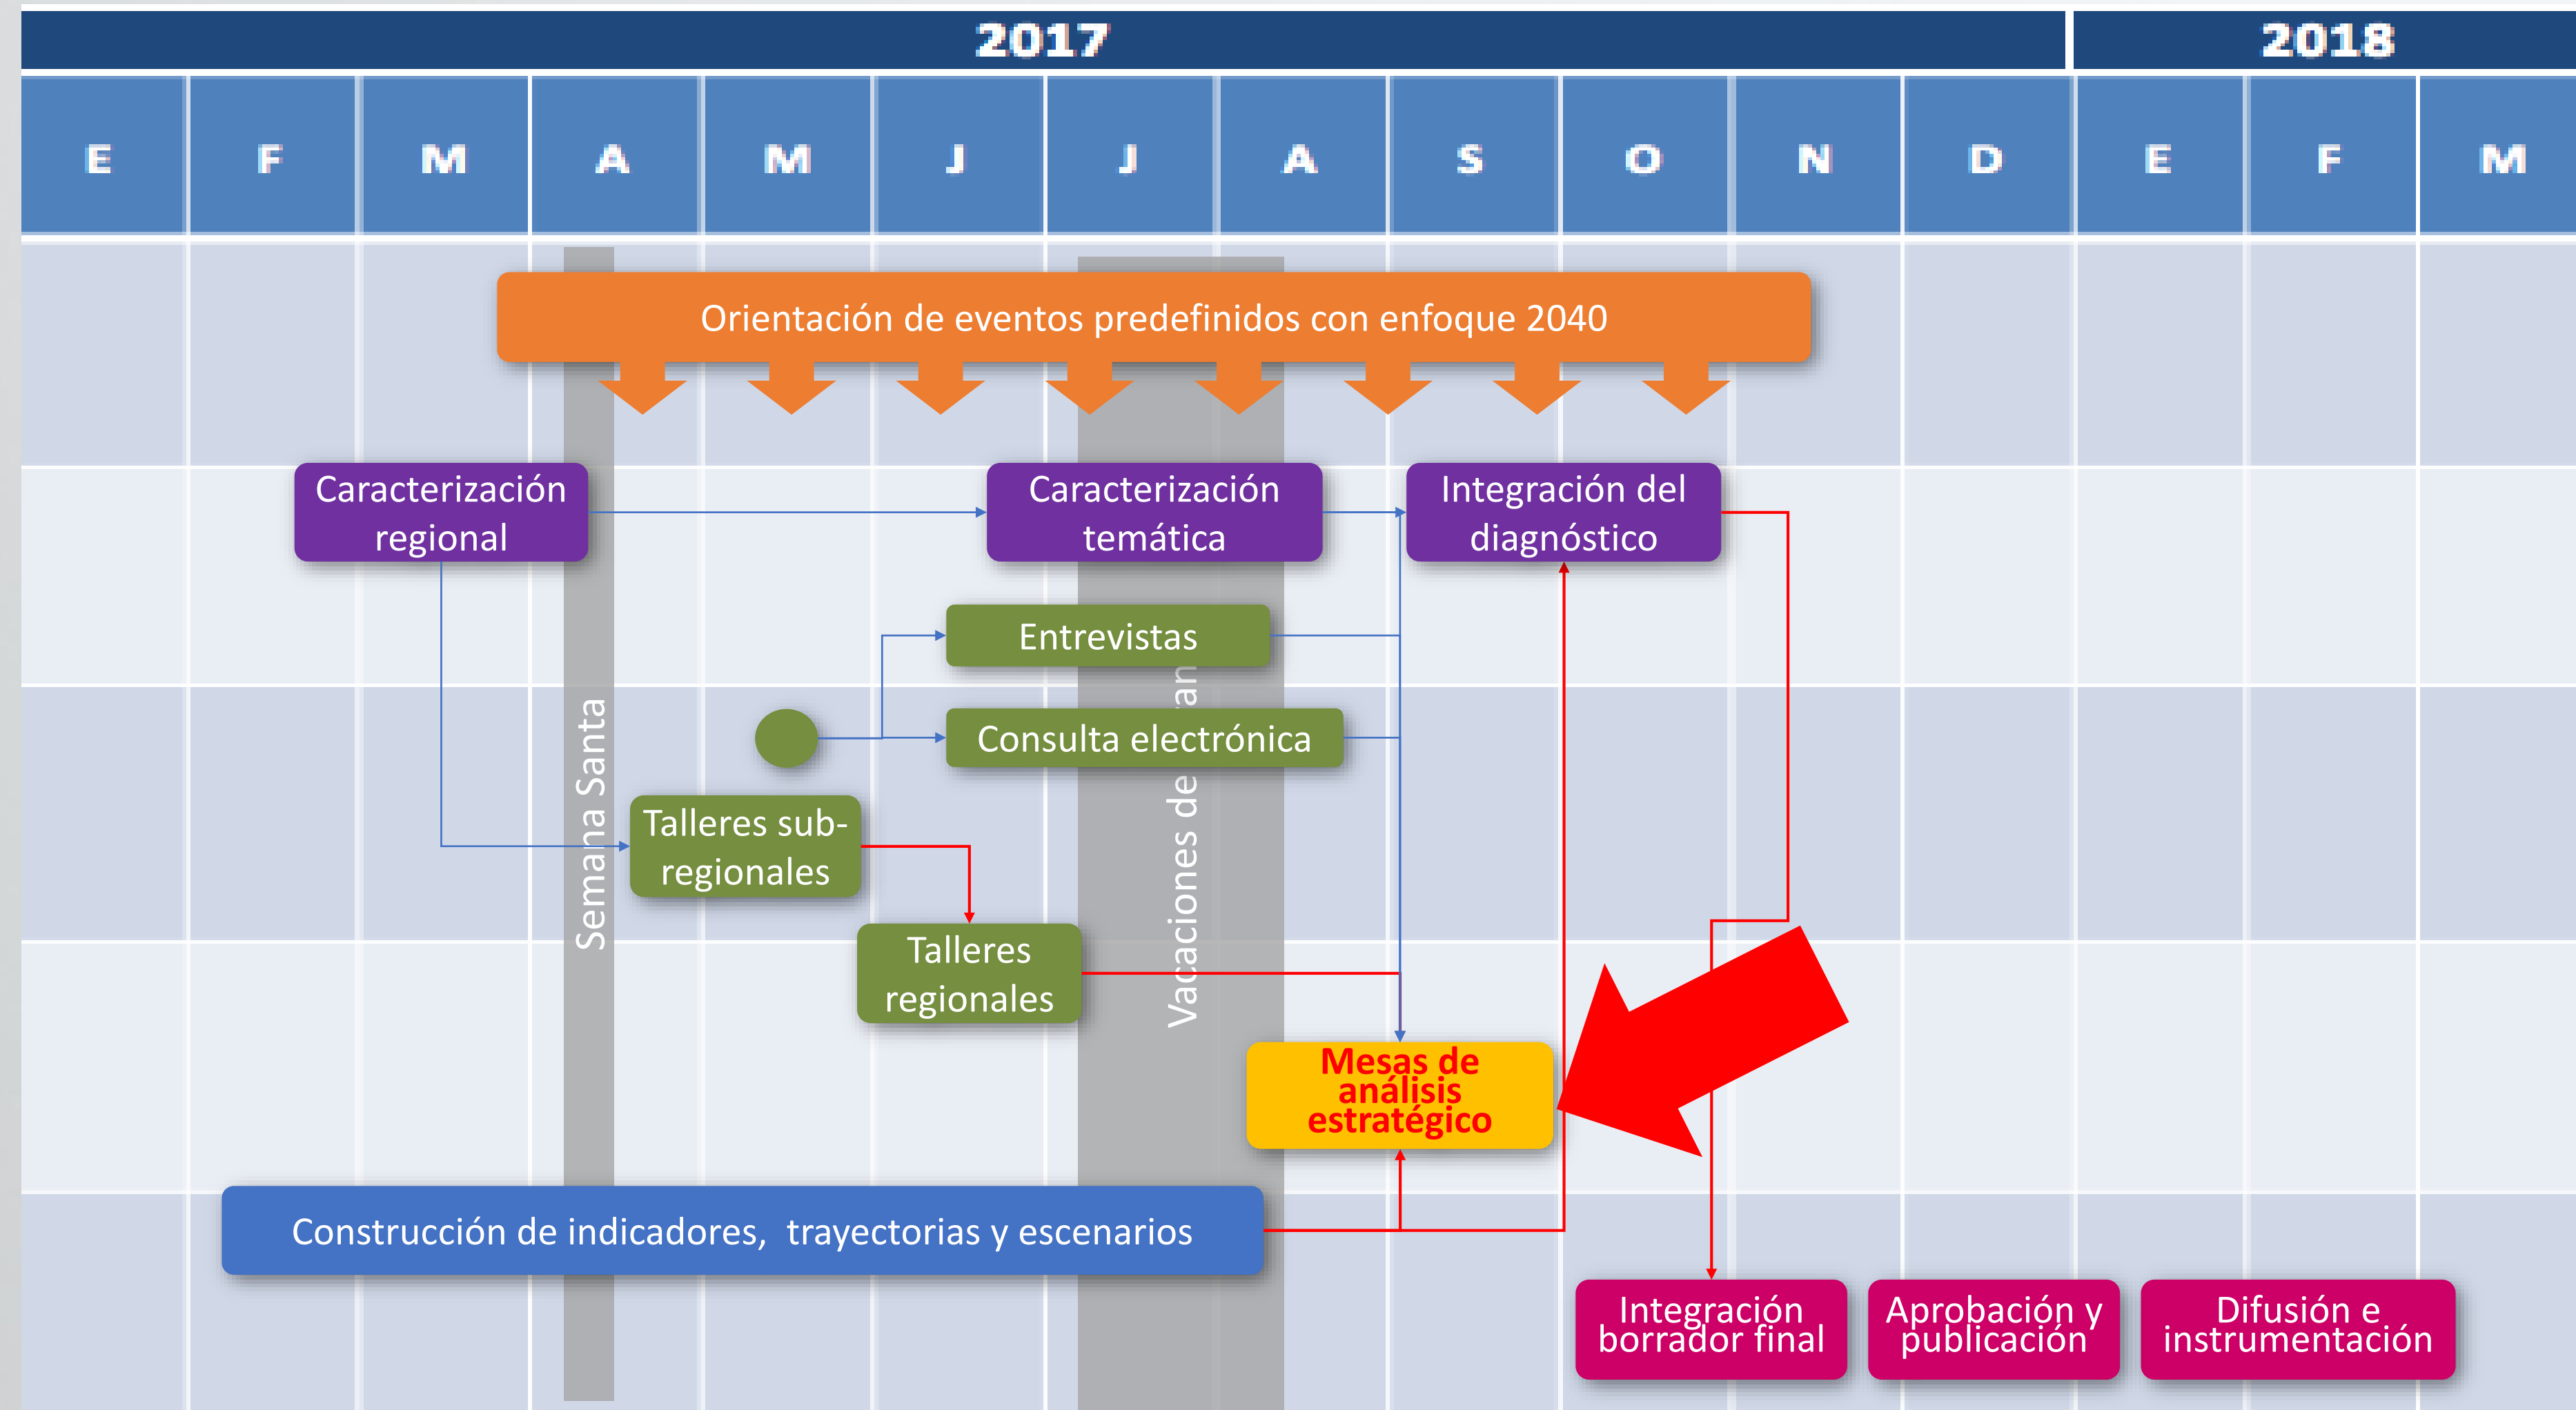 2017
2018
E F M A M J J A S O N D E F M
Orientación de eventos predefinidos con enfoque 2040
Caracterización
regional
Caracterización
temática
Integración del
diagnóstico
Entrevistas
Consulta electrónica
Semana Santa
Vacaciones de
Talleres sub-
regionales
Talleres
regionales
Mesas de
análisis
estratégico
Construcción de indicadores, trayectorias y escenarios
Integración
borrador final
Aprobación y
publicación
Difusión e
instrumentación